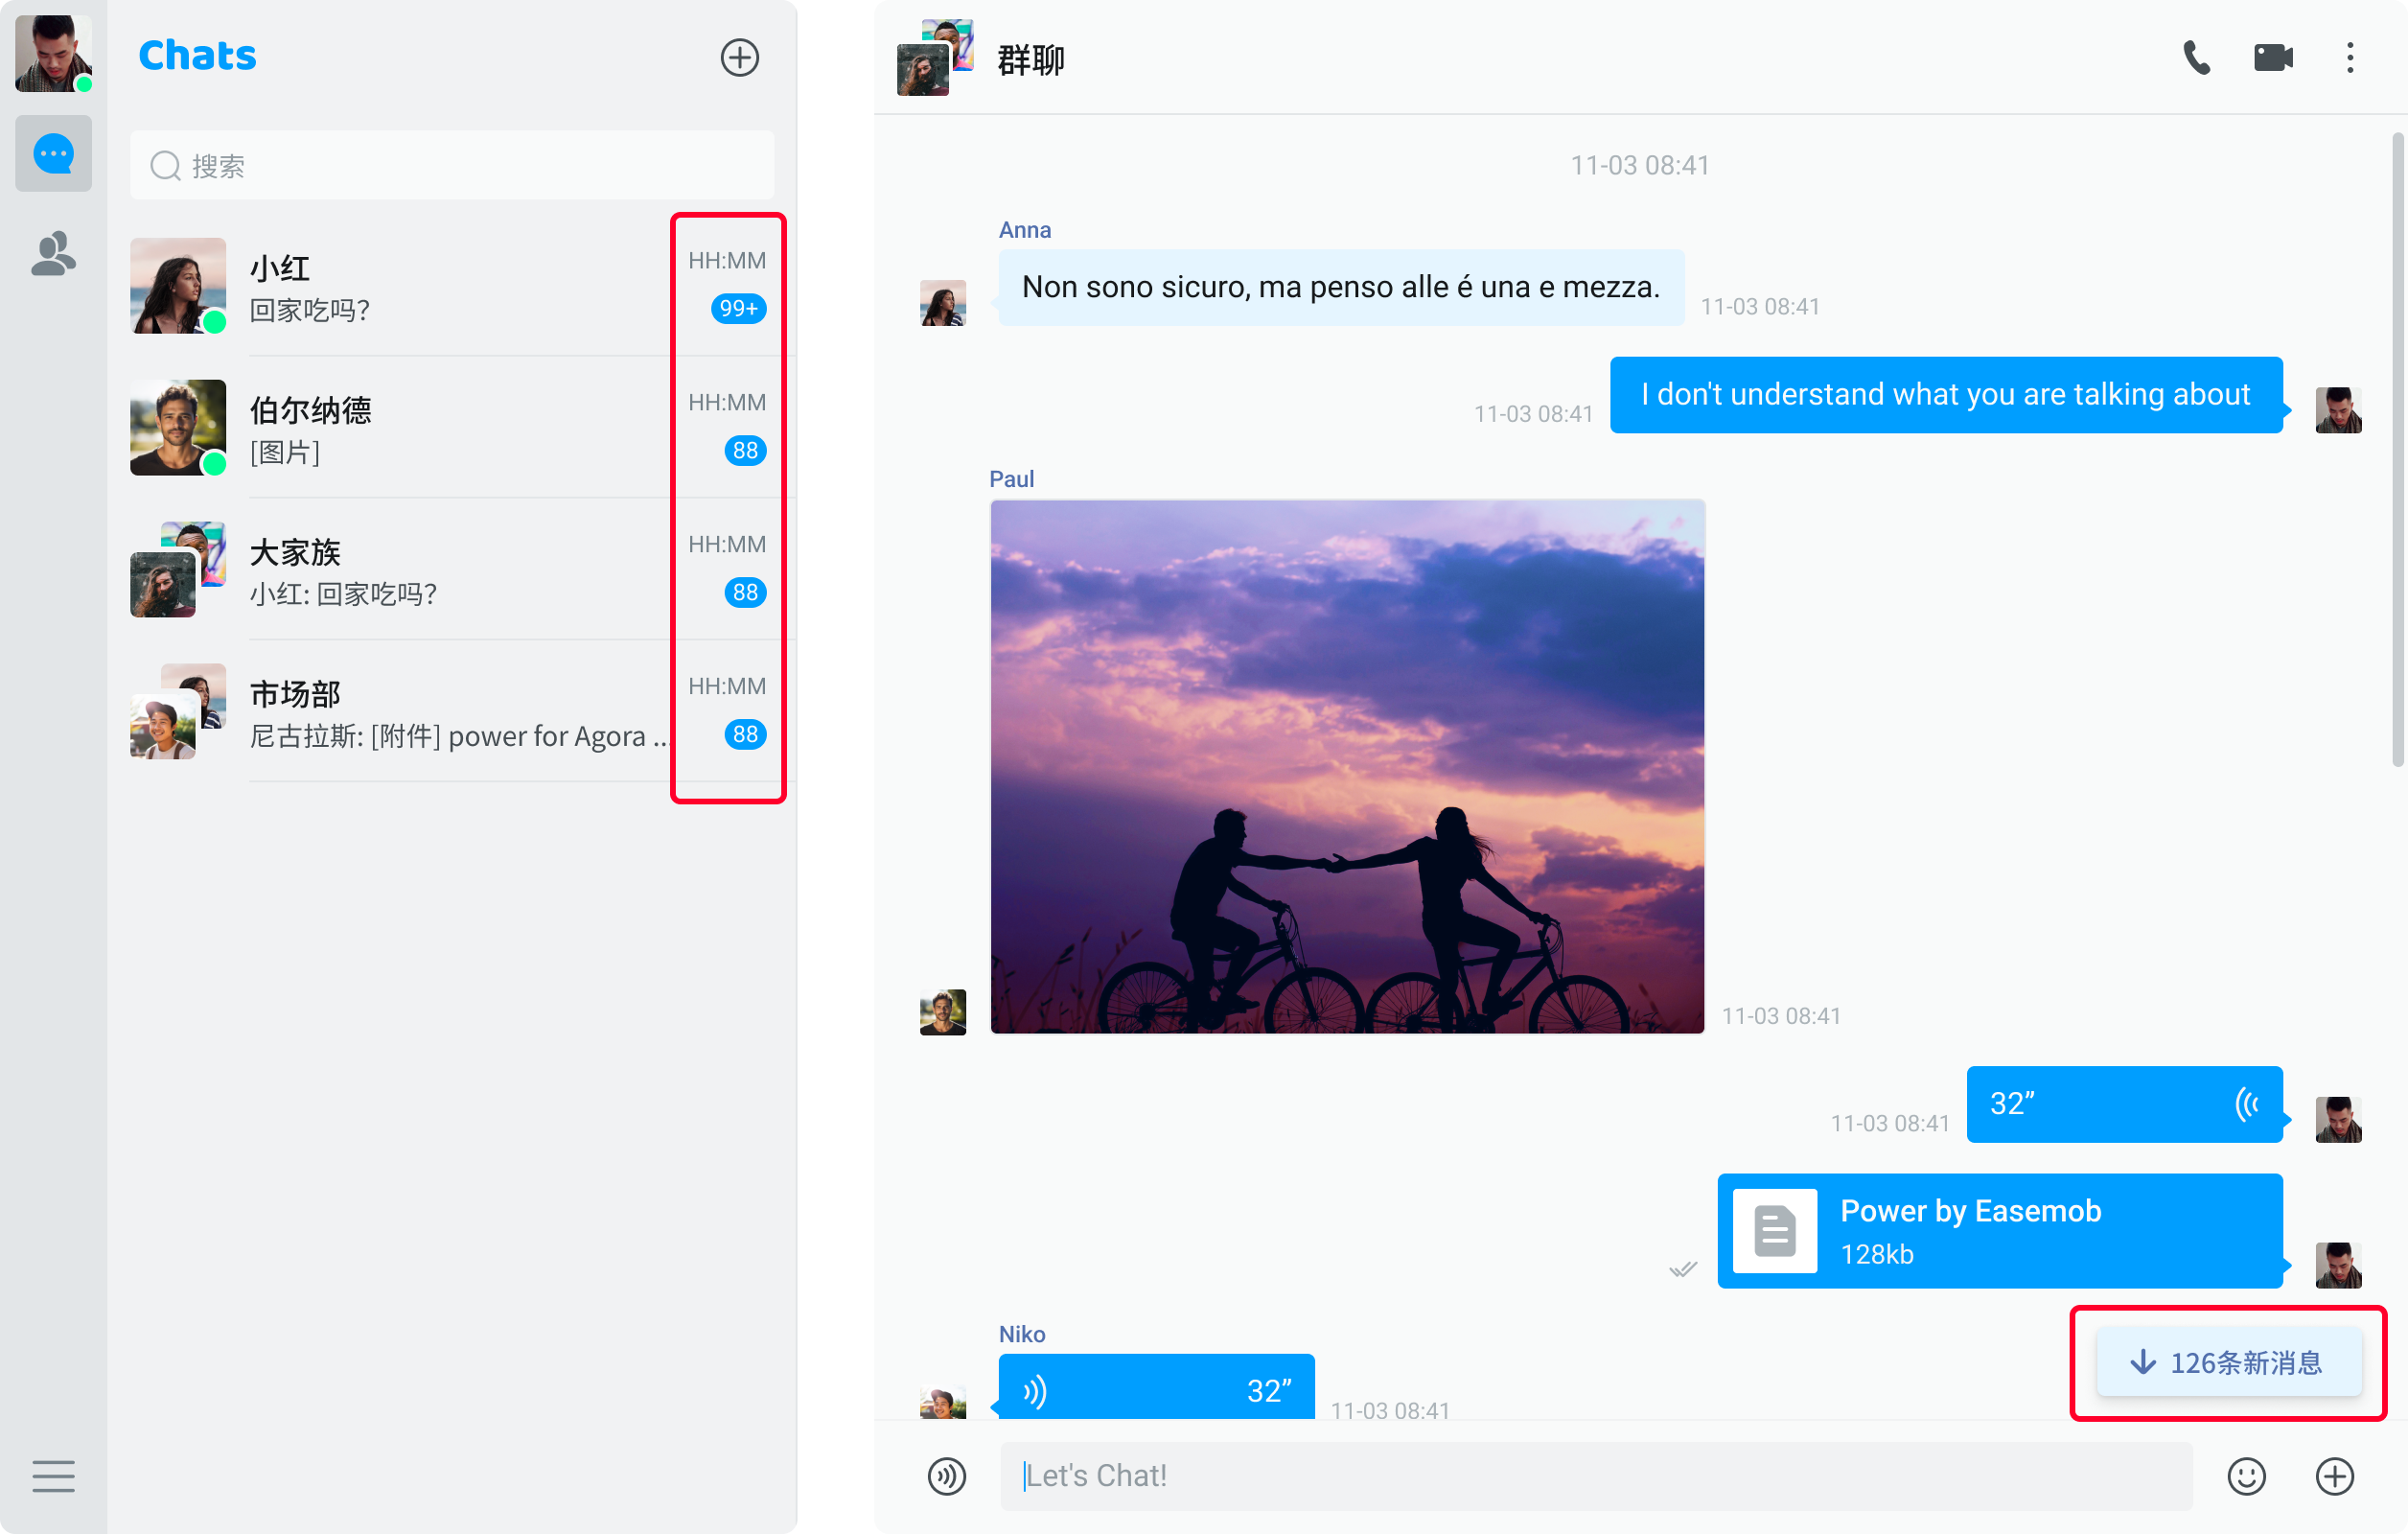 Chats
搜索
小红
HH:MM
回家吃吗?
99+
伯尔纳德
HH:MM
[图片]
88
大家族
HH:MM
小红: 回家吃吗?
88
市场部
HH:MM
尼古拉斯: [附件] power for Agora ...
88
群聊
11-03 08:41
Anna
Non sono sicuro, ma penso alle é una e mezza.
11-03 08:41
I don't understand what you are talking about
11-03 08:41
Paul
11-03 08:41
32”
11-03 08:41
Power by Easemob
128kb
Niko
32”
11-03 08:41
126条新消息
Let's Chat!